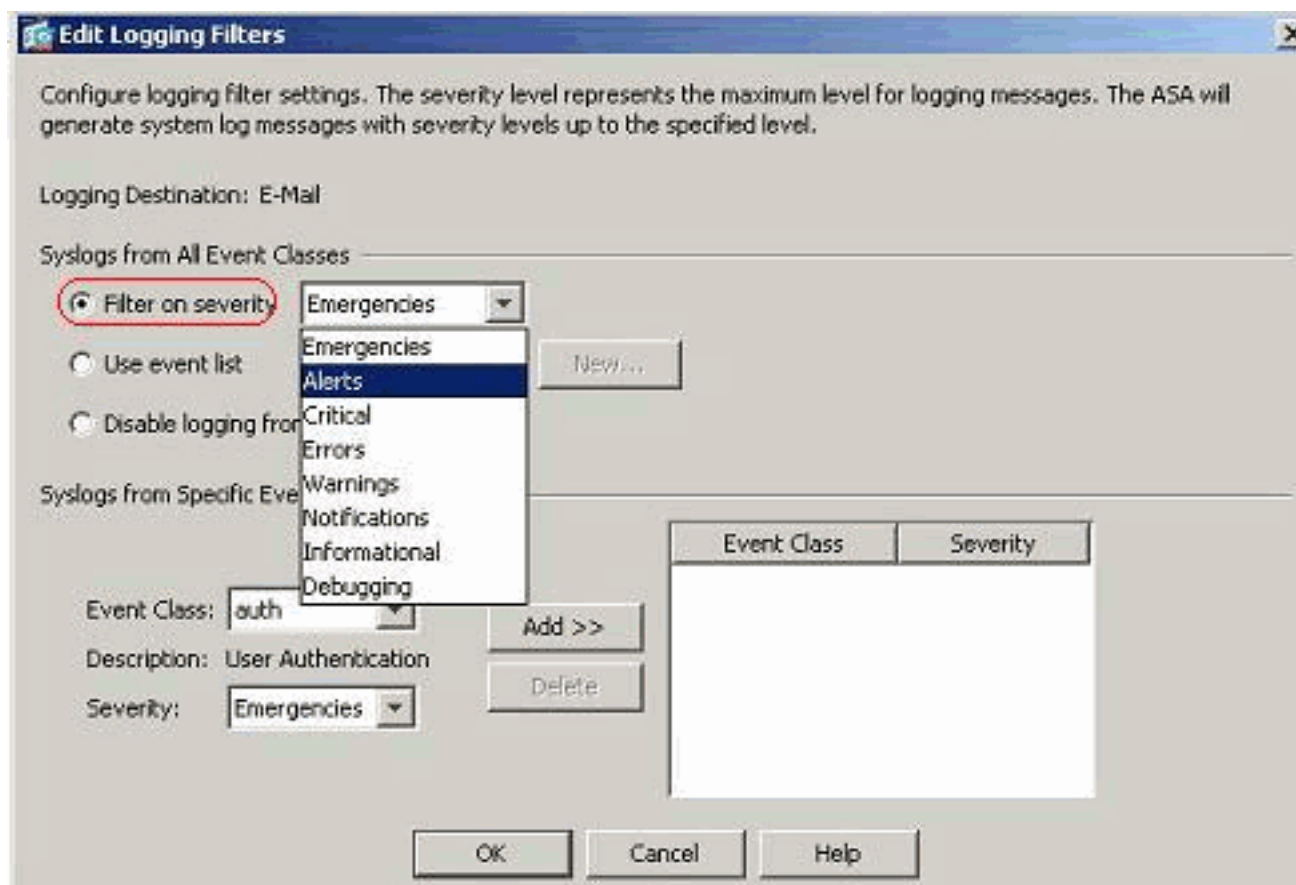 Edit Logging Filters
Configure logging filter settings. The severity level represents the maximum level for logging messages. The ASA will
generate system log messages with severity levels up to the specified level.
Logging Destination: E-Mail
Syslogs from All Event Classes
Filter on severity Emergencies
Emergencies
Use event list New...
Alerts
Critical
Disable logging from
Errors
Warnings
Syslogs from Specific Eve
Notifications
Informational
Debugging
Event Class Severity
Event Class: auth
Add >>
Description: User Authentication
Delete
Severity: Emergencies
OK Cancel Help